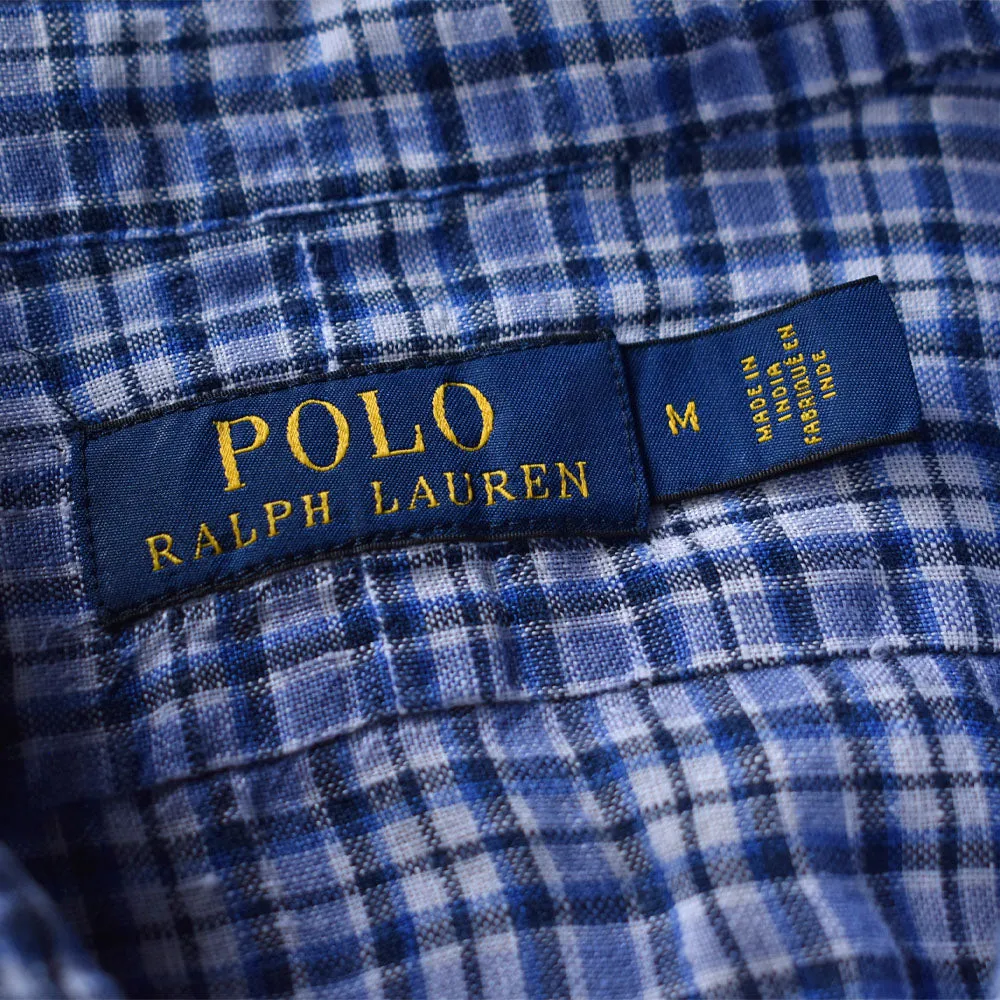 POLO
RALPH LAUREN
M
MADE IN
INDIA
FABRIQUÉ EN
INDE